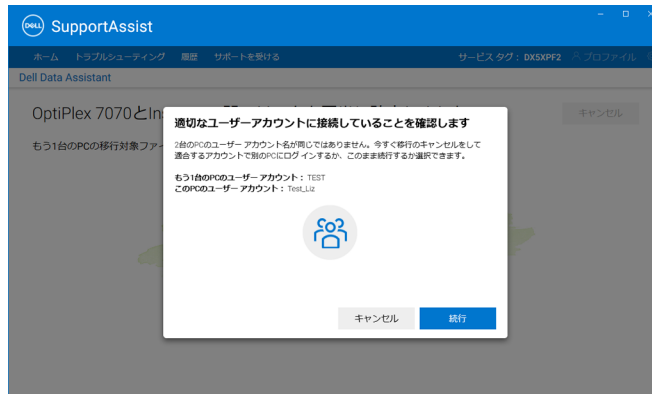 DELL SupportAssist
ホーム トラブルシューティング 履歴 サポートを受ける サービス タグ： DX5XPF2 プロファイル
Dell Data Assistant
OptiPlex 7070とIn
キャンセル
もう1台のPCの移行対象ファイ
適切なユーザーアカウントに接続していることを確認します
2台のPCのユーザー アカウント名が同じではありません。今すぐ移行のキャンセルをして
適合するアカウントで別のPCにログインするか、このまま続行するか選択できます。
もう1台のPCのユーザー アカウント： TEST
このPCのユーザー アカウント： Test_Liz
キャンセル 続行